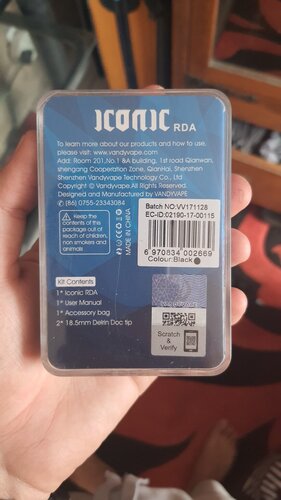 ICONIC RDA
To learn more about our products and how to use,
please visit: www.vandyvape.com
Add: Room 201,No.1 &A building, 1st road Qianwan,
shengang Cooperation Zone, QianHai, Shenzhen
Shenzhen Vandyvape Technology Co., Ltd
Copyright © Vandyvape.All Rights Reserved.
Designed and Manufactured by VANDYVAPE
(86) 0755-23343084
Keep the
contents of this
package out of
reach of children,
non smokers and
animals
MADE IN CHINA
Batch NO:VV171128
EC-ID:02190-17-00115
6 970834 002669
Colour:Black
Kit Contents
1* Iconic RDA
1* User Manual
1* Accessory bag
2* 18.5mm Delrin Doc tip
Scratch
&
Verify